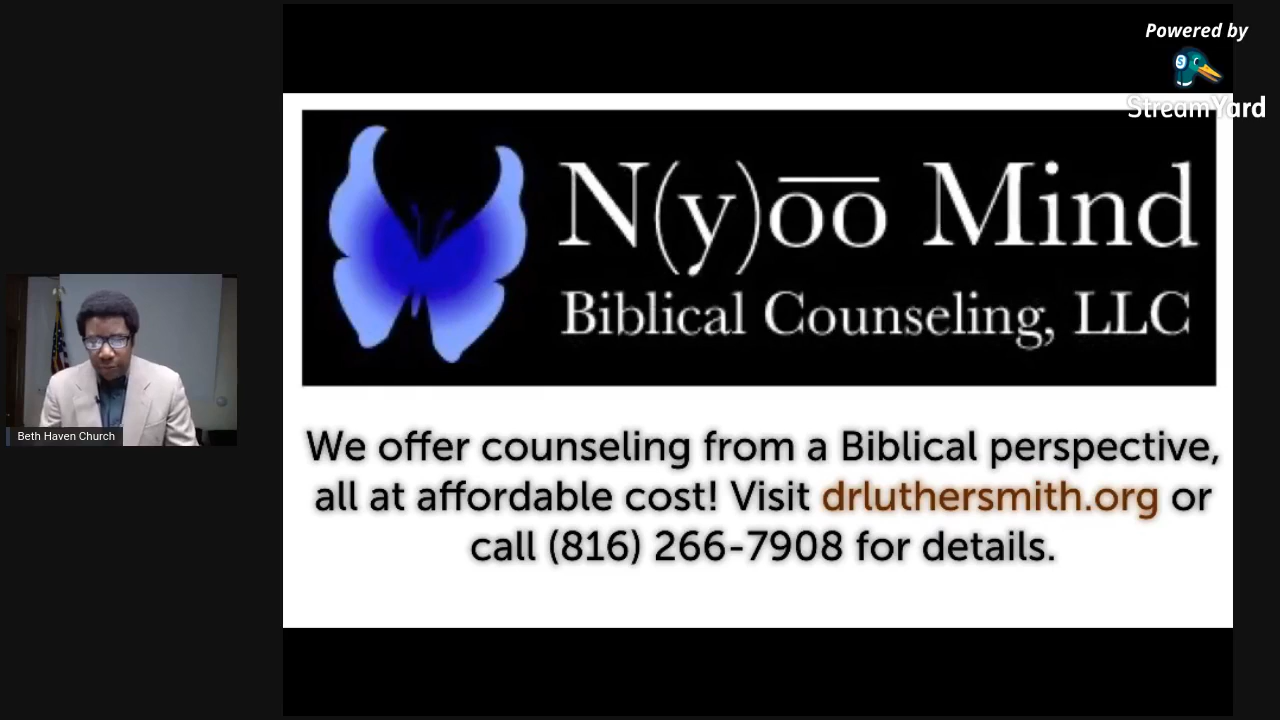 Powered by
StreamYard
N(y)o̅o̅ Mind
Biblical Counseling, LLC
Beth Haven Church
We offer counseling from a Biblical perspective,
all at affordable cost! Visit drluthersmith.org or
call (816) 266-7908 for details.